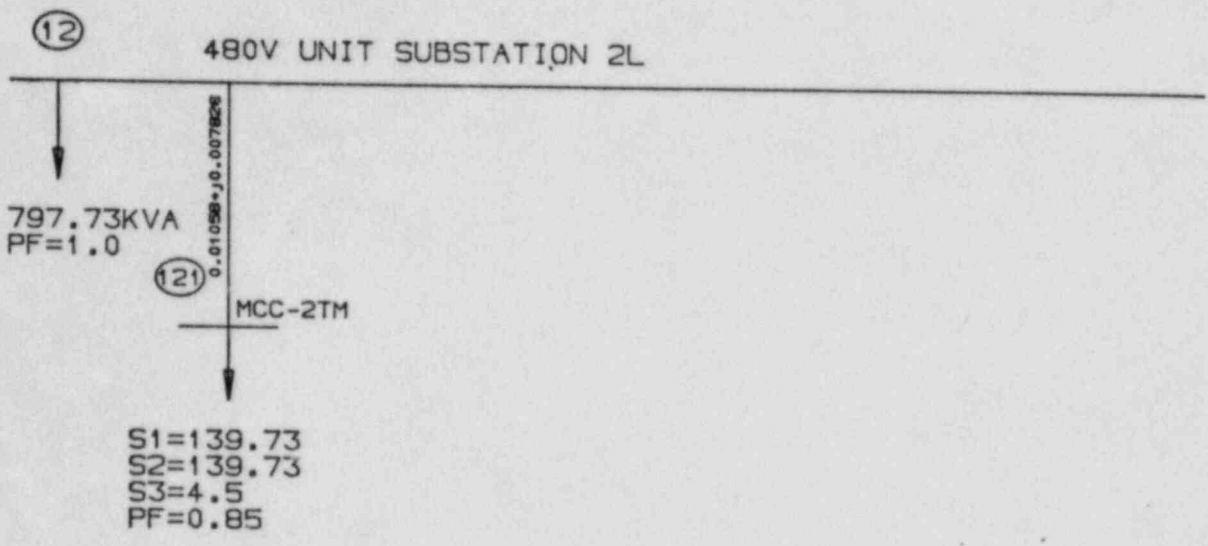 12
480V UNIT SUBSTATION 2L
0.01058+j0.007826
797.73KVA
PF=1.0
121
MCC-2TM
S1=139.73
S2=139.73
S3=4.5
PF=0.85